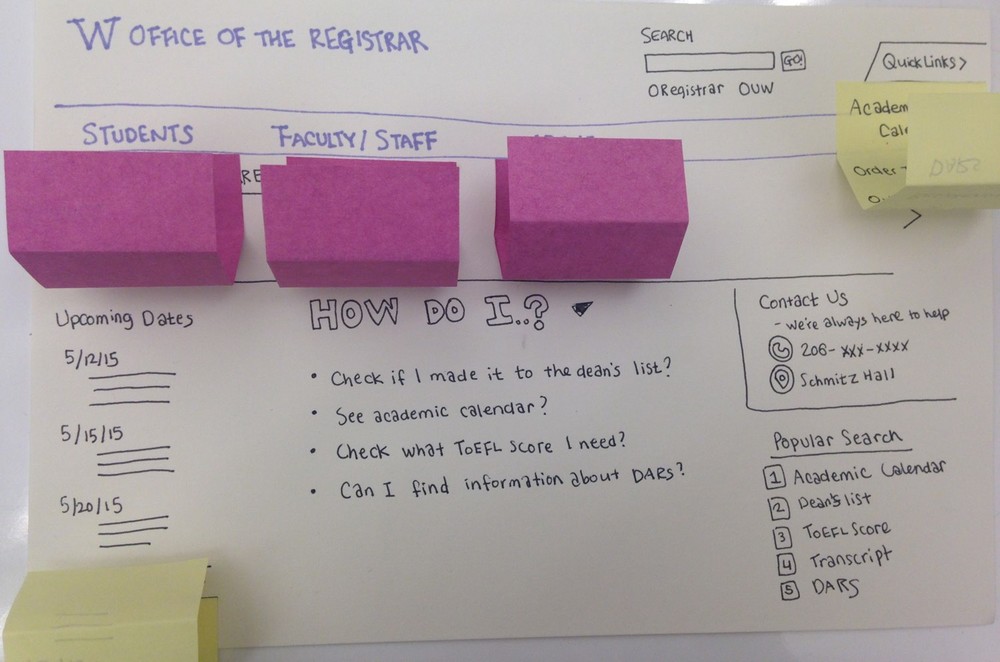 W OFFICE OF THE REGISTRAR
SEARCH
GO!
Registrar UW
Quick Links >
STUDENTS
FACULTY/STAFF
RE
Academ
Cale
Order
O
Upcoming Dates
5/12/15
5/15/15
5/20/15
HOW DO I..?
• Check if I made it to the dean's list?
• See academic calendar?
• Check what TOEFL Score I need?
• Can I find information about DARs?
Contact Us
- we're always here to help
206-xxx-xxxx
Schmitz Hall
Popular Search
1 Academic Calendar
2 Dean's list
3 TOEFL Score
4 Transcript
5 DARS